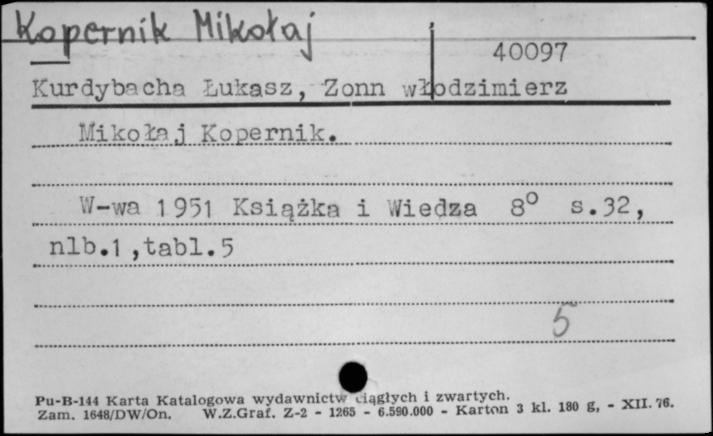 Kopernik Mikołaj
40097
Kurdybacha Łukasz, Zonn włodzimierz
Mikołaj Kopernik.
W-wa 1951 Książka i Wiedza 8° s.32,
nlb.1,tabl.5
5
Pu-B-144 Karta Katalogowa wydawnictw ciągłych i zwartych.
Zam. 1648/DW/On. W.Z.Graf. Z-2 - 1265 - 6.590.000 - Karton 3 kl. 180 g, - XII. 76.